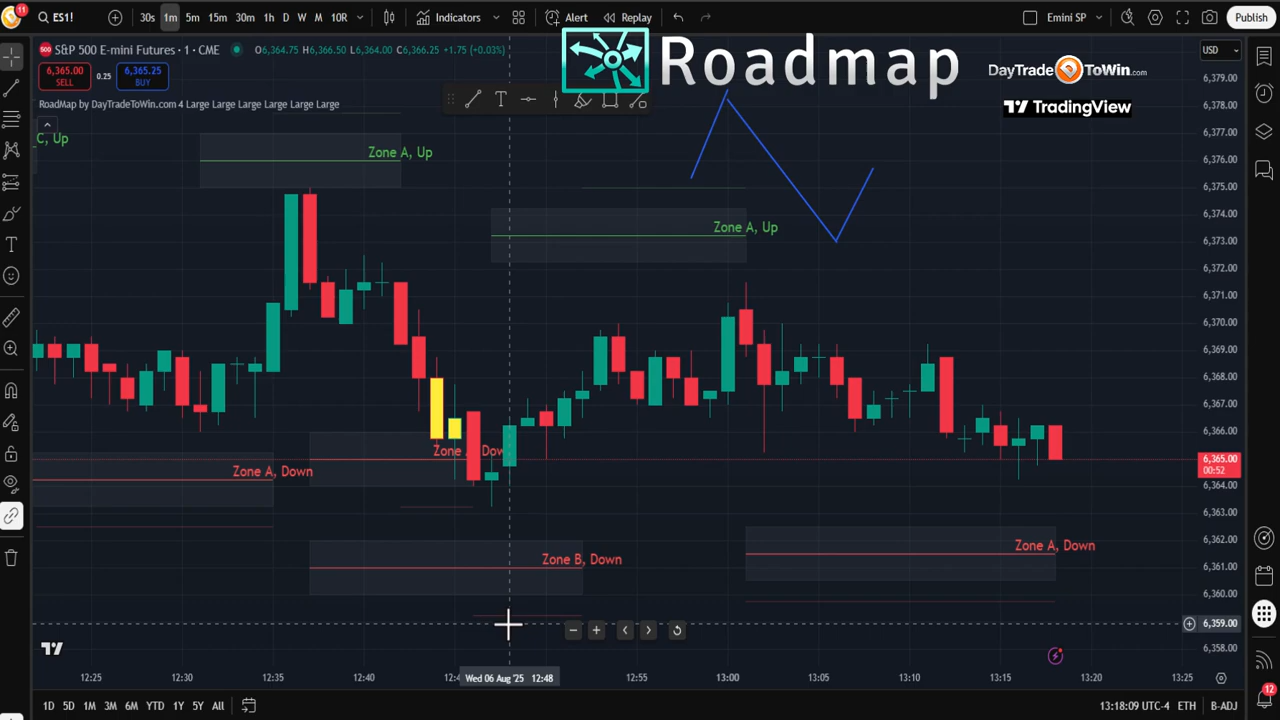 ES1!
30s 1m 5m 15m 30m 1h D W M 10R
Indicators
Alert
Replay
Emini SP
Publish
S&P 500 E-mini Futures · 1 · CME
O6,364.75 H6,366.50 L6,364.00 C6,366.25 +1.75 (+0.03%)
6,365.00 SELL
0.25
6,365.25 BUY
RoadMap by DayTradeToWin.com 4 Large Large Large Large Large Large
Roadmap
DayTradeToWin.com
TradingView
USD
C, Up
Zone A, Up
Zone A, Up
Zone A, Down
Zone B, Down
Zone A, Down
6,379.00
6,378.00
6,377.00
6,376.00
6,375.00
6,374.00
6,373.00
6,372.00
6,371.00
6,370.00
6,369.00
6,368.00
6,367.00
6,366.00
6,365.00
00:52
6,364.00
6,363.00
6,362.00
6,361.00
6,360.00
6,359.00
6,358.00
12:25 12:30 12:35 12:40 Wed 06 Aug '25 12:48 12:55 13:00 13:05 13:10 13:15 13:20 13:25
1D 5D 1M 3M 6M YTD 1Y 5Y All
13:18:09 UTC-4 ETH B-ADJ
12